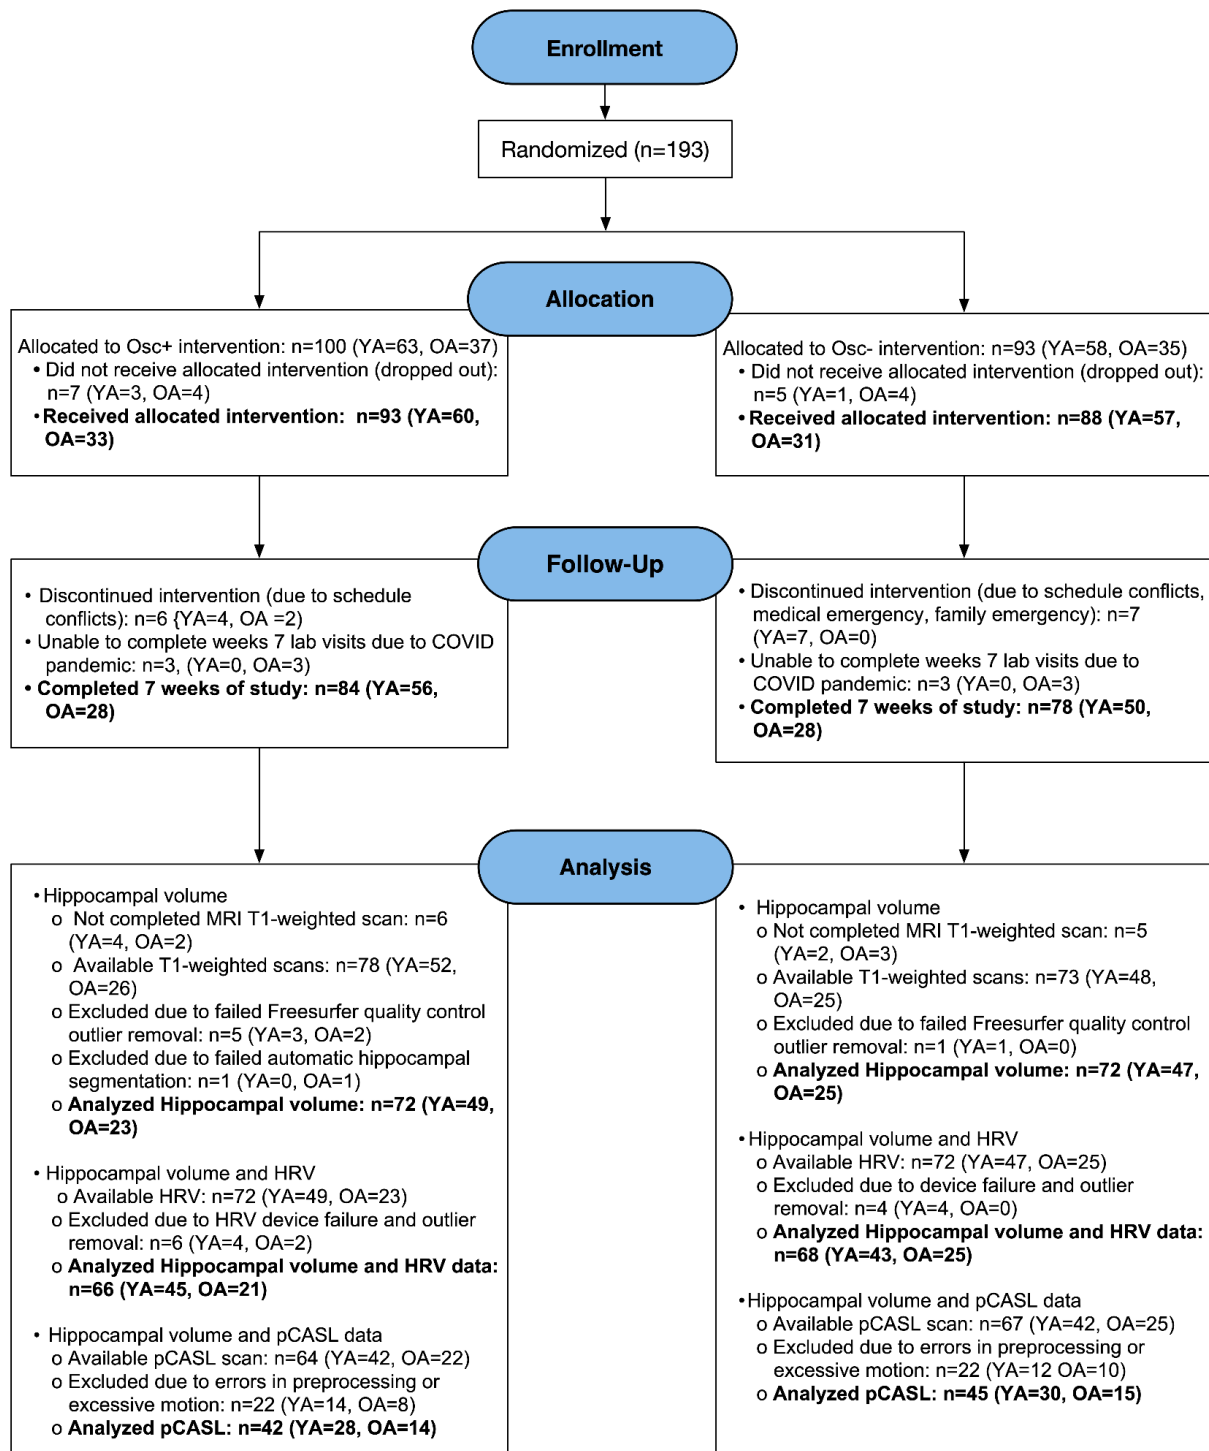 Enrollment
Randomized (n=193)
Allocation
Allocated to Osc+ intervention: n=100 (YA=63, OA=37)
• Did not receive allocated intervention (dropped out):
n=7 (YA=3, OA=4)
• Received allocated intervention: n=93 (YA=60,
OA=33)
Allocated to Osc- intervention: n=93 (YA=58, OA=35)
• Did not receive allocated intervention (dropped out):
n=5 (YA=1, OA=4)
• Received allocated intervention: n=88 (YA=57,
OA=31)
Follow-Up
• Discontinued intervention (due to schedule
conflicts): n=6 {YA=4, OA =2)
• Unable to complete weeks 7 lab visits due to COVID
pandemic: n=3, (YA=0, OA=3)
• Completed 7 weeks of study: n=84 (YA=56,
OA=28)
• Discontinued intervention (due to schedule conflicts,
medical emergency, family emergency): n=7
(YA=7, OA=0)
• Unable to complete weeks 7 lab visits due to
COVID pandemic: n=3 (YA=0, OA=3)
• Completed 7 weeks of study: n=78 (YA=50,
OA=28)
Analysis
• Hippocampal volume
o Not completed MRI T1-weighted scan: n=6
(YA=4, OA=2)
o Available T1-weighted scans: n=78 (YA=52,
OA=26)
o Excluded due to failed Freesurfer quality control
outlier removal: n=5 (YA=3, OA=2)
o Excluded due to failed automatic hippocampal
segmentation: n=1 (YA=0, OA=1)
o Analyzed Hippocampal volume: n=72 (YA=49,
OA=23)
• Hippocampal volume and HRV
o Available HRV: n=72 (YA=49, OA=23)
o Excluded due to HRV device failure and outlier
removal: n=6 (YA=4, OA=2)
o Analyzed Hippocampal volume and HRV data:
n=66 (YA=45, OA=21)
• Hippocampal volume and pCASL data
o Available pCASL scan: n=64 (YA=42, OA=22)
o Excluded due to errors in preprocessing or
excessive motion: n=22 (YA=14, OA=8)
o Analyzed pCASL: n=42 (YA=28, OA=14)
• Hippocampal volume
o Not completed MRI T1-weighted scan: n=5
(YA=2, OA=3)
o Available T1-weighted scans: n=73 (YA=48,
OA=25)
o Excluded due to failed Freesurfer quality control
outlier removal: n=1 (YA=1, OA=0)
o Analyzed Hippocampal volume: n=72 (YA=47,
OA=25)
• Hippocampal volume and HRV
o Available HRV: n=72 (YA=47, OA=25)
o Excluded due to device failure and outlier
removal: n=4 (YA=4, OA=0)
o Analyzed Hippocampal volume and HRV data:
n=68 (YA=43, OA=25)
• Hippocampal volume and pCASL data
o Available pCASL scan: n=67 (YA=42, OA=25)
o Excluded due to errors in preprocessing or
excessive motion: n=22 (YA=12 OA=10)
o Analyzed pCASL: n=45 (YA=30, OA=15)